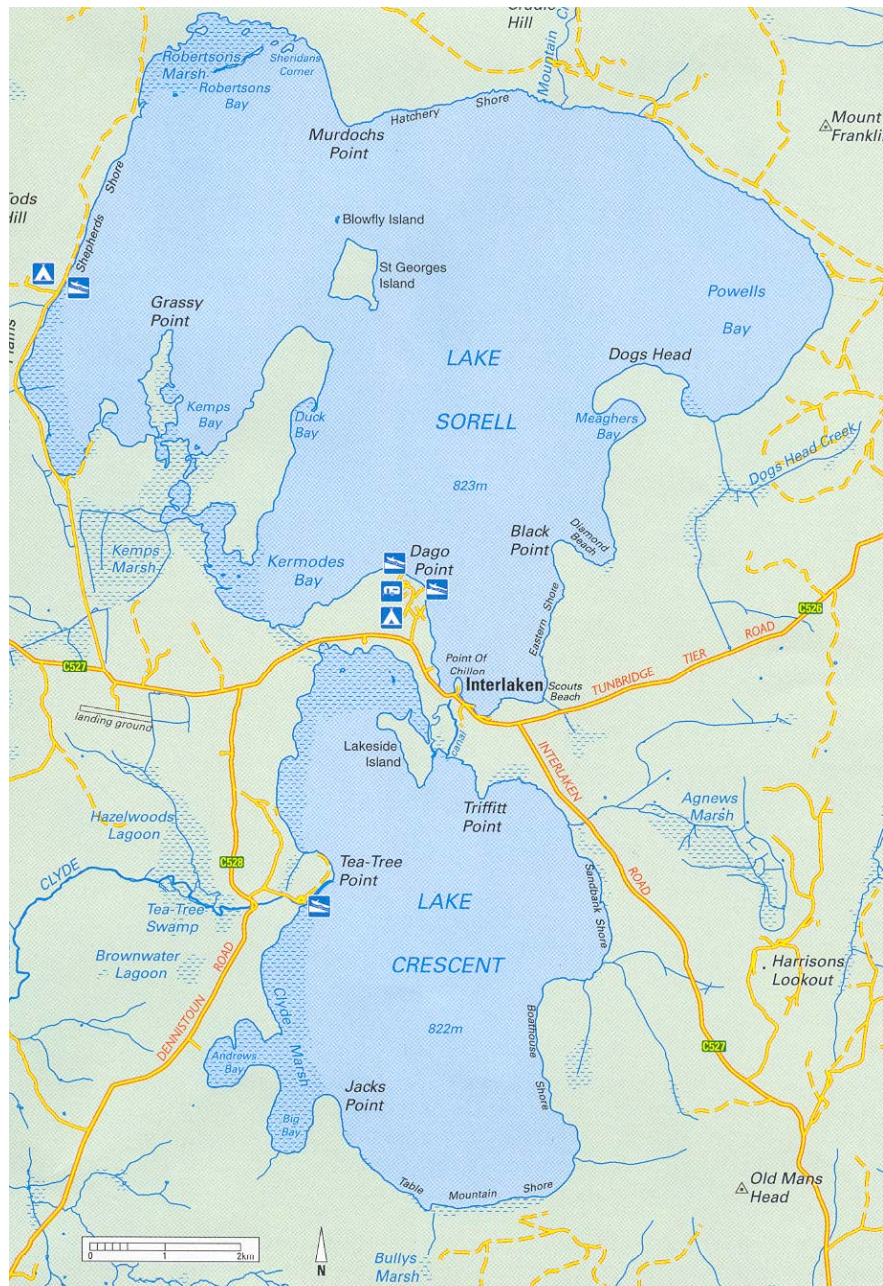 Hill
Mountain
Robertsons
Marsh
Sheridans
Corner
Robertsons
Bay
Hatchery Shore
Murdochs
Point
Mount
Franklin
Shepherds Shore
Blowfly Island
St Georges
Island
Grassy
Point
Powells
Bay
LAKE
SORELL
823m
Dogs Head
Kemps
Bay
Duck
Bay
Meaghers
Bay
Dogs Head Creek
Black
Point
Diamond
Beach
Kemps
Marsh
Kermodes
Bay
Dago
Point
Eastern Shore
C526
TUNBRIDGE TIER ROAD
Point Of
Chillon
Interlaken
Scouts
Beach
C527
landing ground
canal
Lakeside
Island
INTERLAKEN ROAD
Triffitt
Point
Agnews
Marsh
Hazelwoods
Lagoon
C528
Tea-Tree
Point
CLYDE
Tea-Tree
Swamp
LAKE
CRESCENT
822m
Sandbank Shore
Brownwater
Lagoon
DENNISTOUN ROAD
Harrisons
Lookout
Clyde Marsh
Boathouse Shore
Andrews
Bay
C527
Jacks
Point
Big
Bay
Table Mountain Shore
Old Mans
Head
0 1 2km
N
Bullys
Marsh